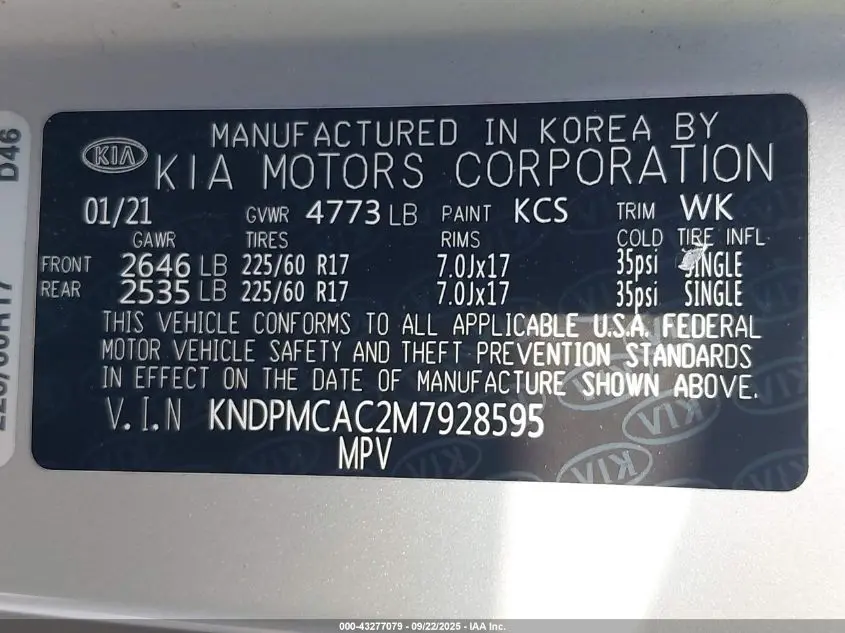 MANUFACTURED IN KOREA BY
KIA KIA MOTORS CORPORATION
01/21 GVWR 4773 LB PAINT KCS TRIM WK
GAWR TIRES RIMS COLD TIRE INFL
FRONT 2646 LB 225/60 R17 7.0Jx17 35psi SINGLE
REAR 2535 LB 225/60 R17 7.0Jx17 35psi SINGLE
THIS VEHICLE CONFORMS TO ALL APPLICABLE U.S.A. FEDERAL
MOTOR VEHICLE SAFETY AND THEFT PREVENTION STANDARDS
IN EFFECT ON THE DATE OF MANUFACTURE SHOWN ABOVE.
V.I.N KNDPMCAC2M7928595
MPV
KIA
KIA
KIA
KIA
D46
000-43277079 - 09/22/2025 - IAA Inc.